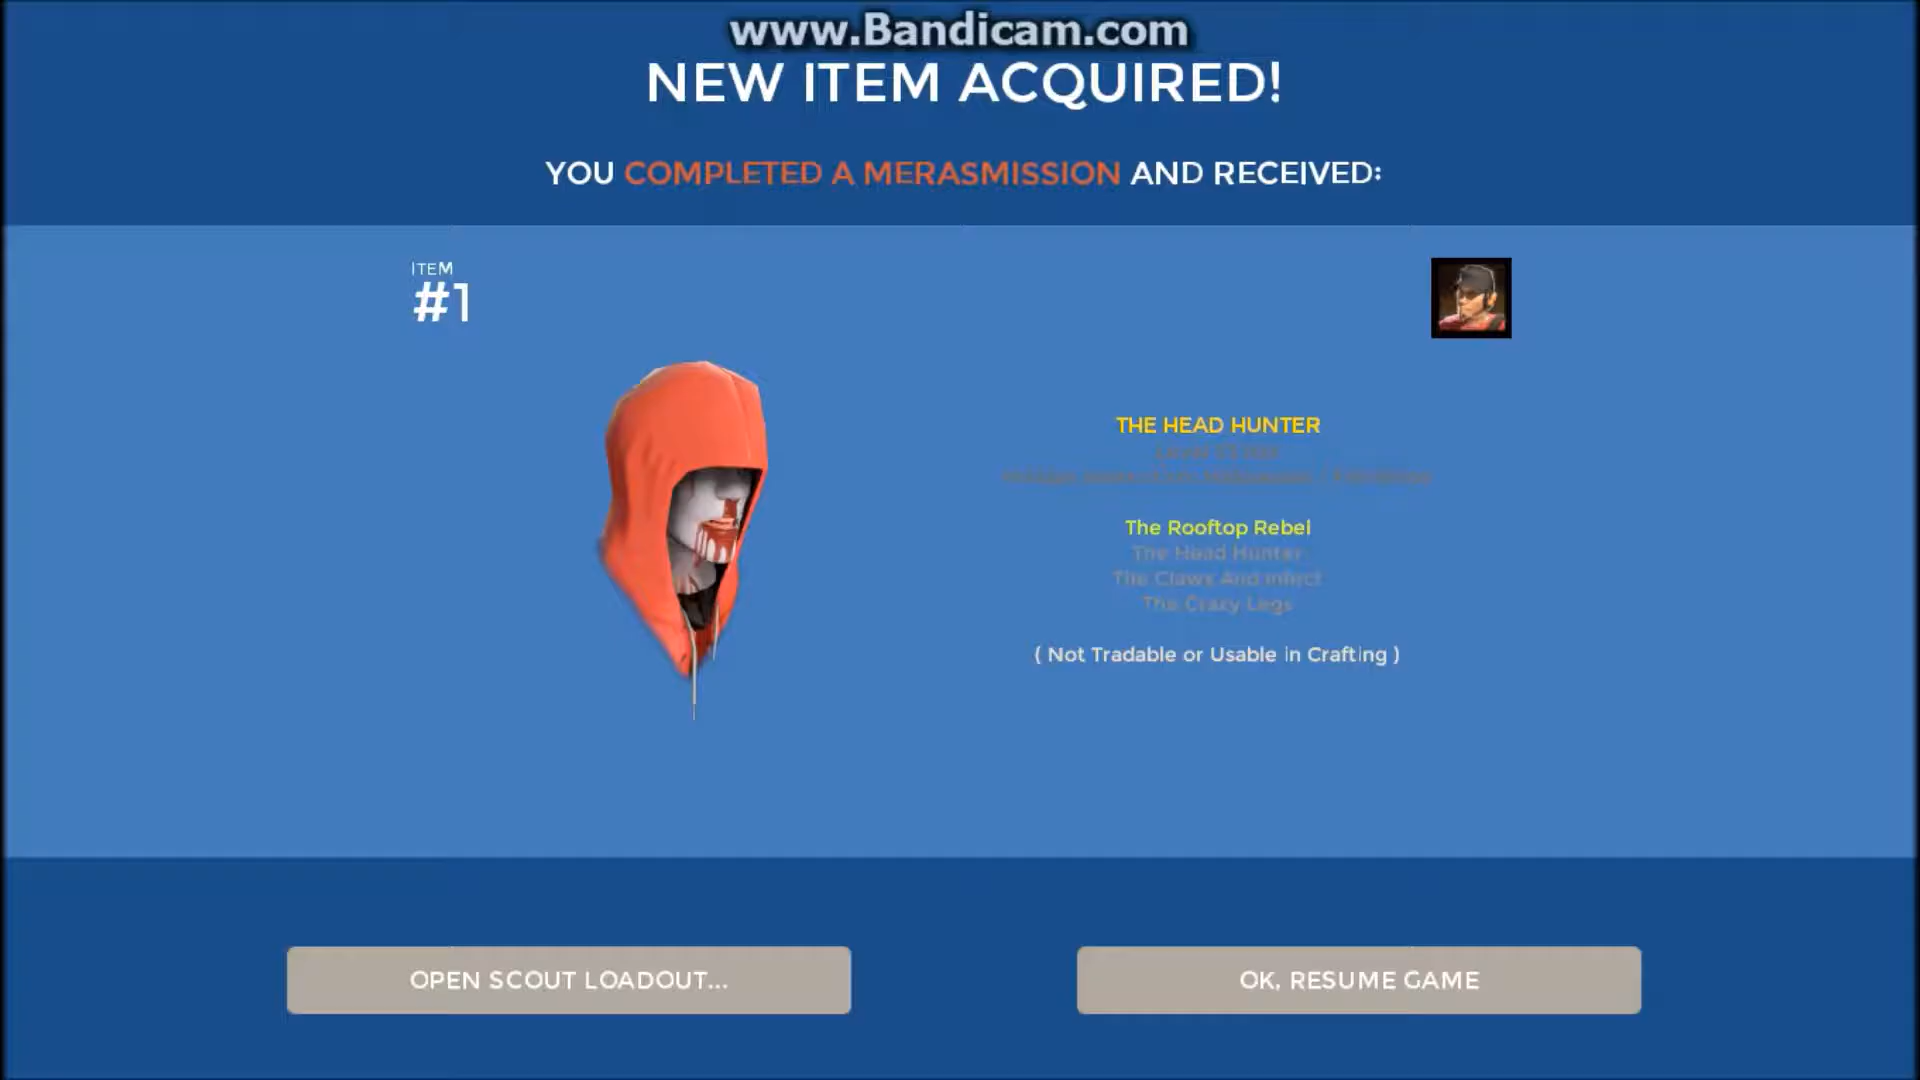 www.Bandicam.com
NEW ITEM ACQUIRED!
YOU COMPLETED A MERASMISSION AND RECEIVED:
ITEM
#1
THE HEAD HUNTER
The Rooftop Rebel
The Head Hunter
The Claws And Infect
The Crazy Legs
( Not Tradable or Usable in Crafting )
OPEN SCOUT LOADOUT...
OK, RESUME GAME